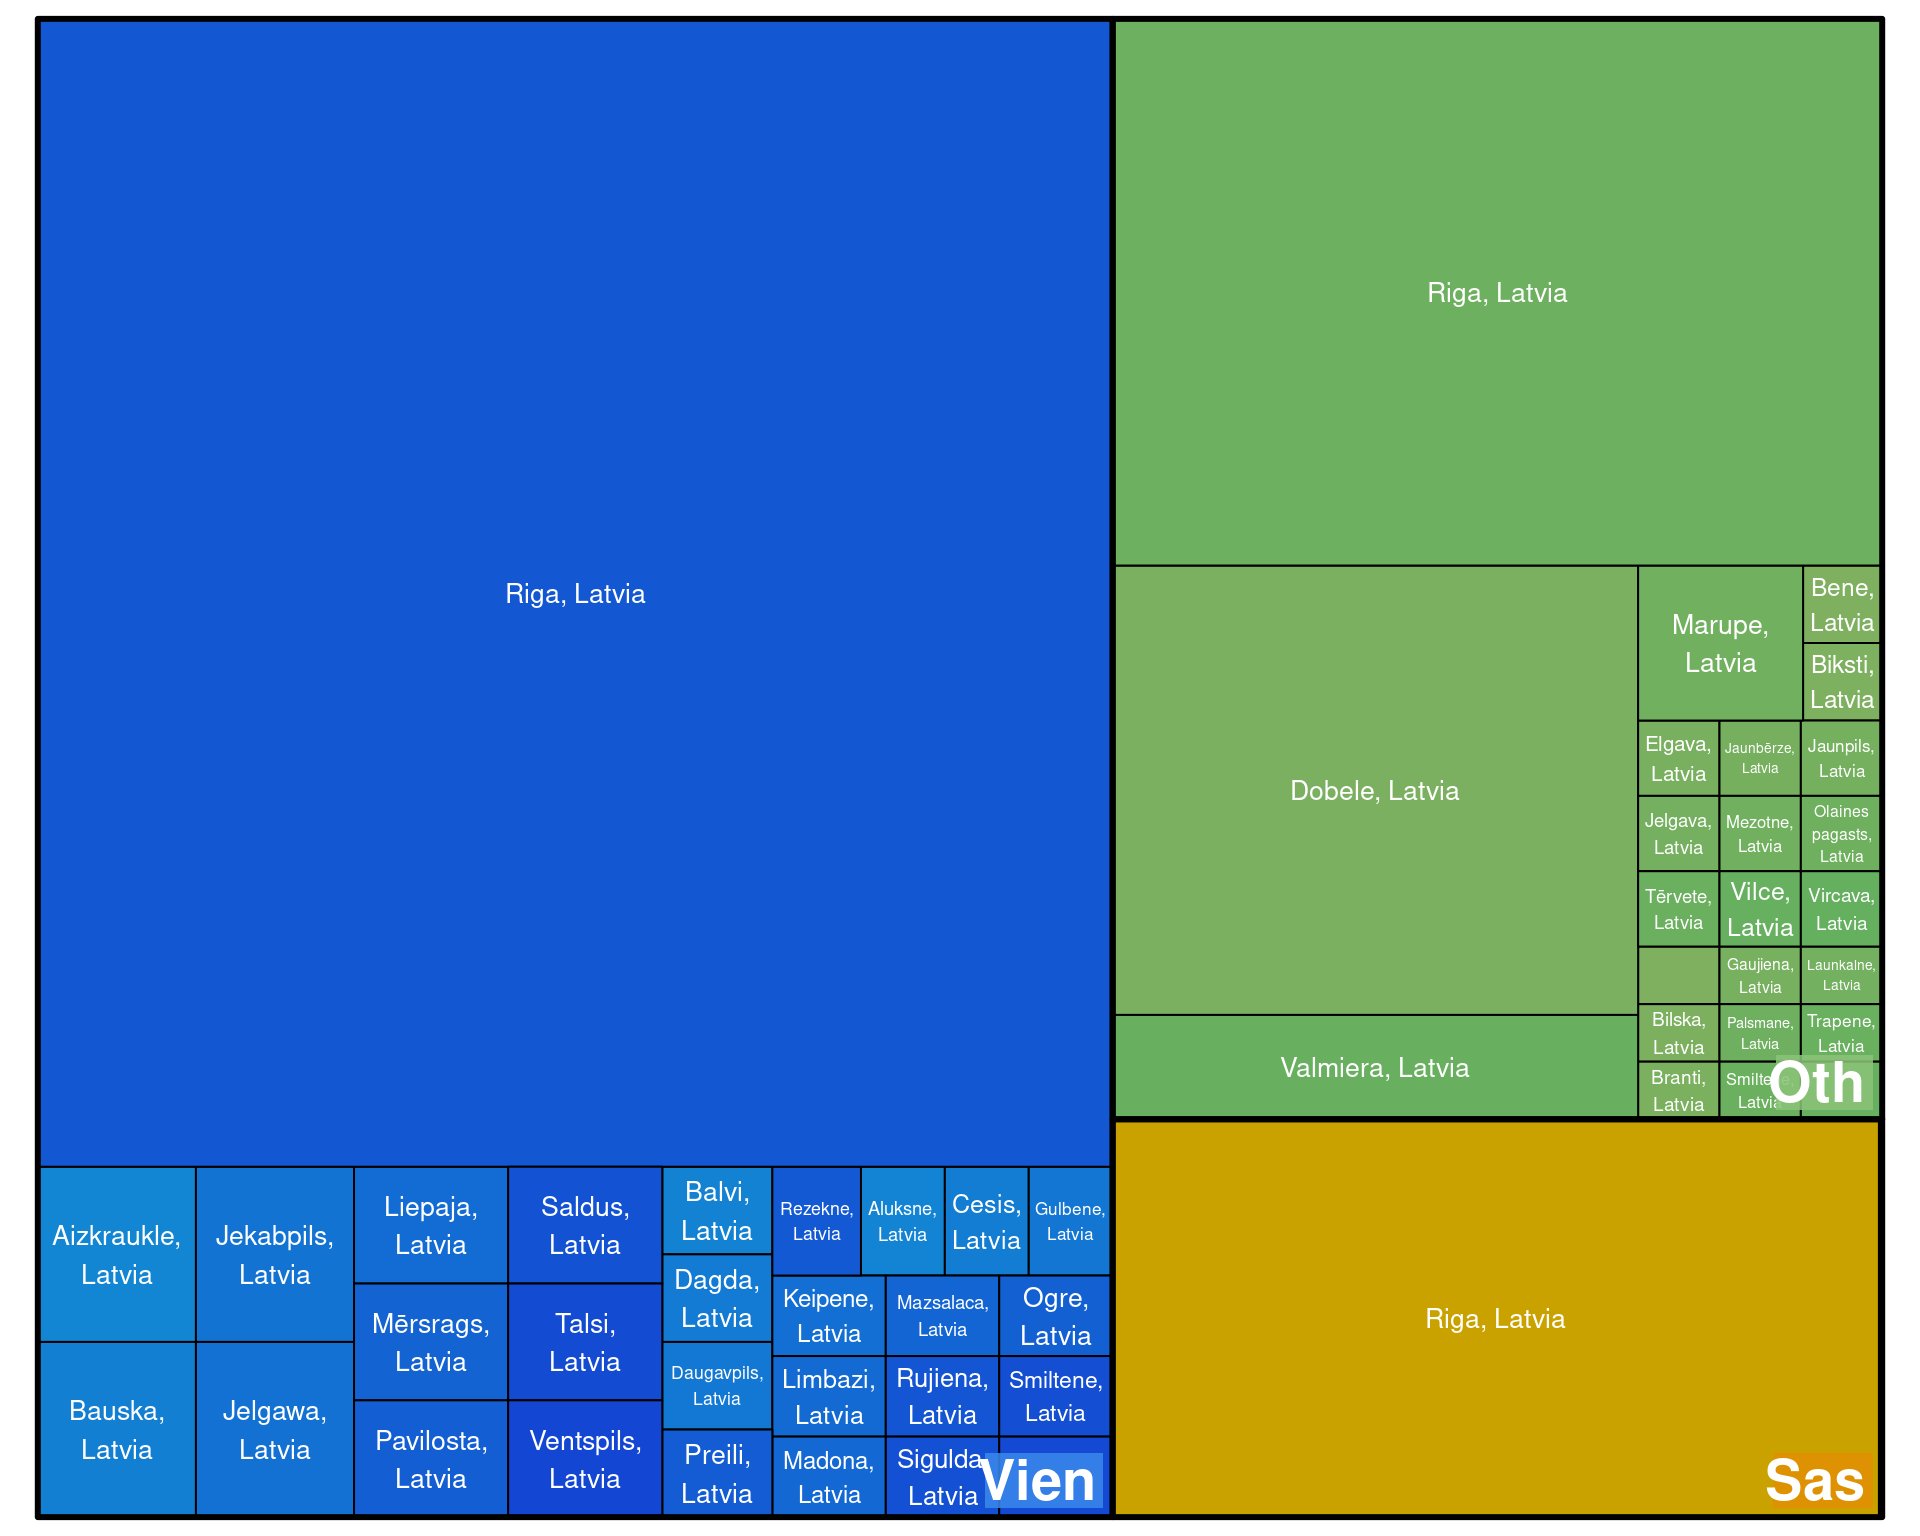 Riga, Latvia
Aizkraukle,
Latvia
Bauska,
Latvia
Jekabpils,
Latvia
Jelgawa,
Latvia
Liepaja,
Latvia
Mērsrags,
Latvia
Pavilosta,
Latvia
Saldus,
Latvia
Talsi,
Latvia
Ventspils,
Latvia
Balvi,
Latvia
Dagda,
Latvia
Daugavpils,
Latvia
Preili,
Latvia
Rezekne,
Latvia
Aluksne,
Latvia
Cesis,
Latvia
Gulbene,
Latvia
Keipene,
Latvia
Mazsalaca,
Latvia
Ogre,
Latvia
Limbazi,
Latvia
Rujiena,
Latvia
Smiltene,
Latvia
Madona,
Latvia
Sigulda,
Latvia
Vien
Riga, Latvia
Dobele, Latvia
Valmiera, Latvia
Marupe,
Latvia
Bene,
Latvia
Biksti,
Latvia
Elgava,
Latvia
Jaunbērze,
Latvia
Jaunpils,
Latvia
Jelgava,
Latvia
Mezotne,
Latvia
Olaines
pagasts,
Latvia
Tērvete,
Latvia
Vilce,
Latvia
Vircava,
Latvia
Gaujiena,
Latvia
Launkalne,
Latvia
Bilska,
Latvia
Palsmane,
Latvia
Trapene,
Latvia
Branti,
Latvia
Smiltene,
Latvia
Oth
Riga, Latvia
Sas